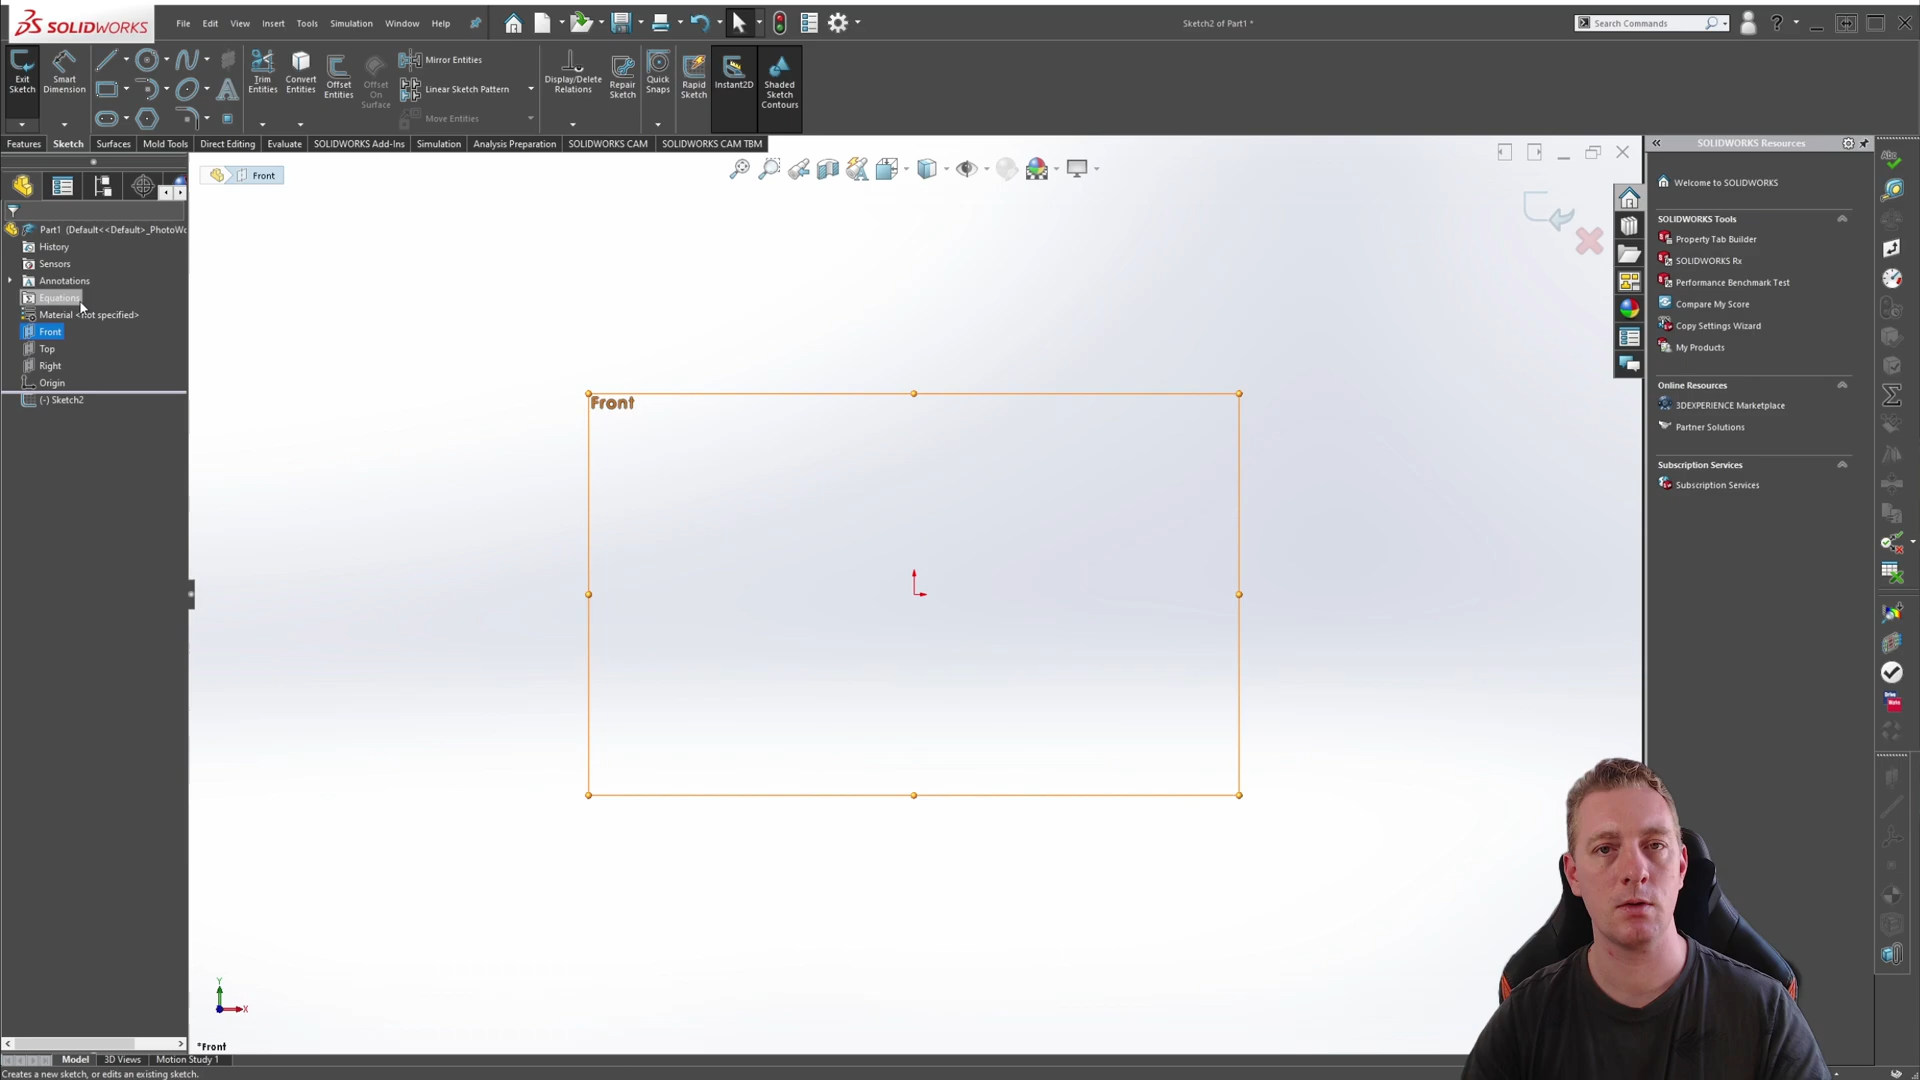 SOLIDWORKS
File Edit View Insert Tools Simulation Window Help
Sketch2 of Part1 *
Search Commands
Exit Sketch
Smart Dimension
Trim Entities
Convert Entities
Offset Entities
Offset On Surface
Mirror Entities
Linear Sketch Pattern
Move Entities
Display/Delete Relations
Repair Sketch
Quick Snaps
Rapid Sketch
Instant2D
Shaded Sketch Contours
Features Sketch Surfaces Mold Tools Direct Editing Evaluate SOLIDWORKS Add-Ins Simulation Analysis Preparation SOLIDWORKS CAM SOLIDWORKS CAM TBM
Front
Part1 (Default<<Default>_PhotoWo
History
Sensors
Annotations
Equations
Material <not specified>
Front
Top
Right
Origin
(-) Sketch2
Front
Y
X
*Front
SOLIDWORKS Resources
Welcome to SOLIDWORKS
SOLIDWORKS Tools
Property Tab Builder
SOLIDWORKS Rx
Performance Benchmark Test
Compare My Score
Copy Settings Wizard
My Products
Online Resources
3DEXPERIENCE Marketplace
Partner Solutions
Subscription Services
Subscription Services
Model 3D Views Motion Study 1
Creates a new sketch, or edits an existing sketch.